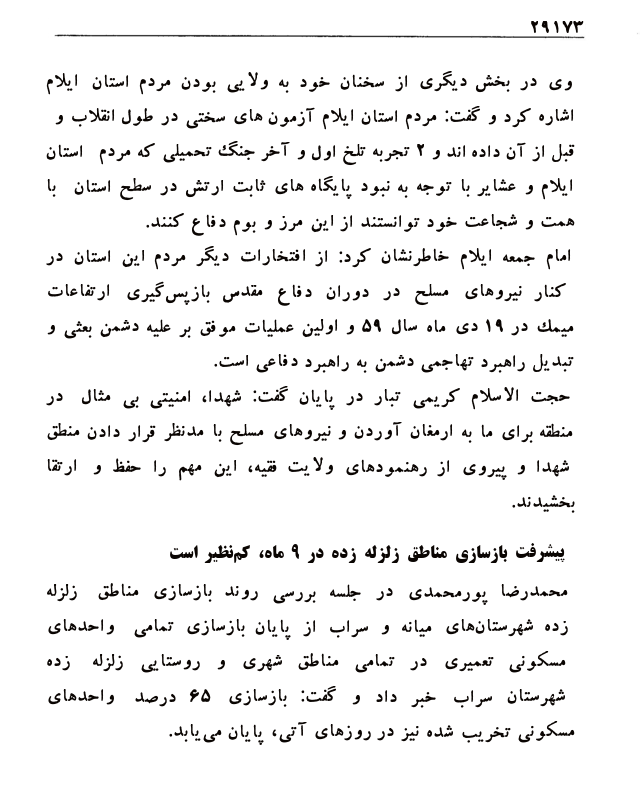 ۲۹۱۷۳
وی در بخش دیگری از سخنان خود به ولایی بودن مردم استان ایلام
اشاره کرد و گفت: مردم استان ایلام آزمون های سختی در طول انقلاب و
قبل از آن داده اند و ۲ تجربه تلخ اول و آخر جنگ تحمیلی که مردم استان
ایلام و عشایر با توجه به نبود پایگاه های ثابت ارتش در سطح استان با
همت و شجاعت خود توانستند از این مرز و بوم دفاع کنند.
امام جمعه ایلام خاطرنشان کرد: از افتخارات دیگر مردم این استان در
کنار نیروهای مسلح در دوران دفاع مقدس بازپس‌گیری ارتفاعات
میمك در ۱۹ دی ماه سال ۵۹ و اولین عملیات موفق بر علیه دشمن بعثی و
تبدیل راهبرد تهاجمی دشمن به راهبرد دفاعی است.
حجت الاسلام کریمی تبار در پایان گفت: شهدا، امنیتی بی مثال در
منطقه برای ما به ارمغان آوردن و نیروهای مسلح با مدنظر قرار دادن منطق
شهدا و پیروی از رهنمودهای ولایت فقیه، این مهم را حفظ و ارتقا
بخشیدند.
پیشرفت بازسازی مناطق زلزله زده در ۹ ماه، کم‌نظیر است
محمدرضا پورمحمدی در جلسه بررسی روند بازسازی مناطق زلزله
زده شهرستان‌های میانه و سراب از پایان بازسازی تمامی واحدهای
مسکونی تعمیری در تمامی مناطق شهری و روستایی زلزله زده
شهرستان سراب خبر داد و گفت: بازسازی ۶۵ درصد واحدهای
مسکونی تخریب شده نیز در روزهای آتی، پایان می‌یابد.